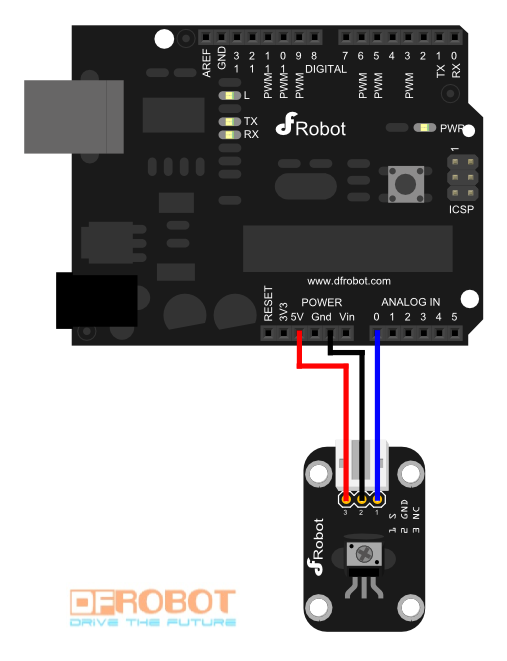 AREF
GND
13
12
PWM 11
PWM 10
PWM 9
8
DIGITAL
7
PWM 6
PWM 5
4
PWM 3
2
TX 1
RX 0
L
TX
RX
DFRobot
PWR
1
ICSP
www.dfrobot.com
RESET
3V3
5V
POWER
Gnd
Vin
ANALOG IN
0 1 2 3 4 5
3 2 1
1 S
2 GND
3 NC
DFRobot
DFROBOT
DRIVE THE FUTURE